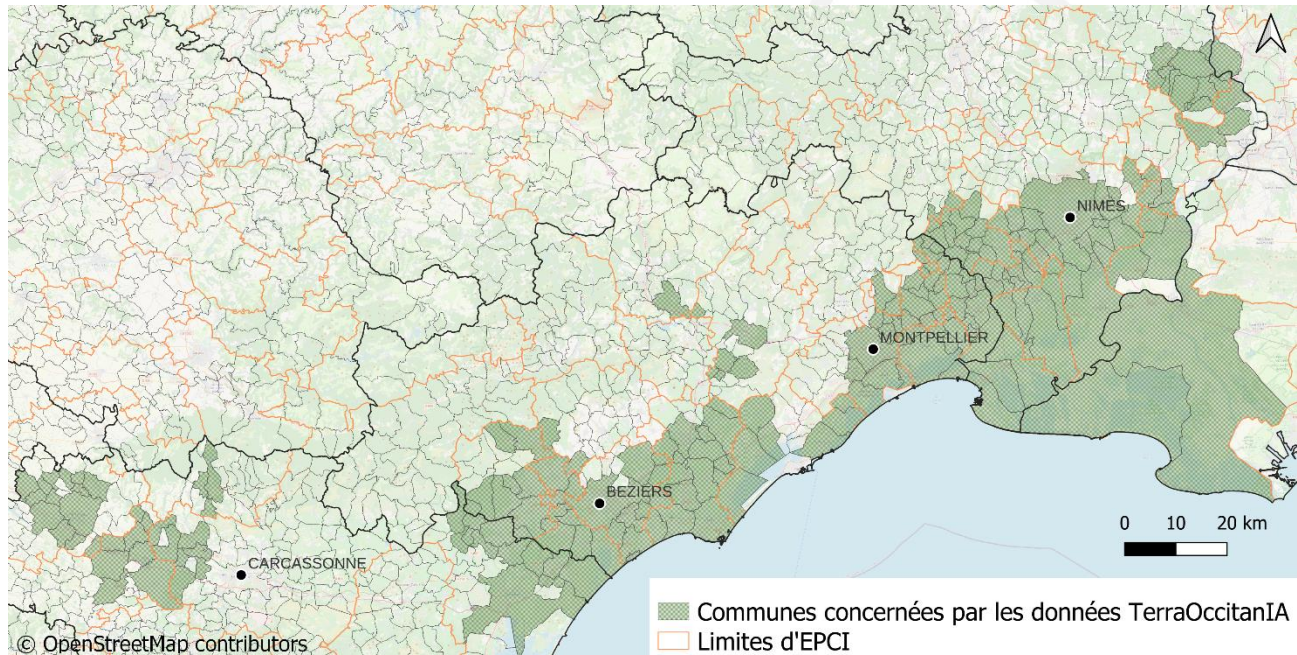 NIMES
MONTPELLIER
BEZIERS
CARCASSONNE
0 10 20 km
Communes concernées par les données TerraOccitanIA
Limites d'EPCI
© OpenStreetMap contributors